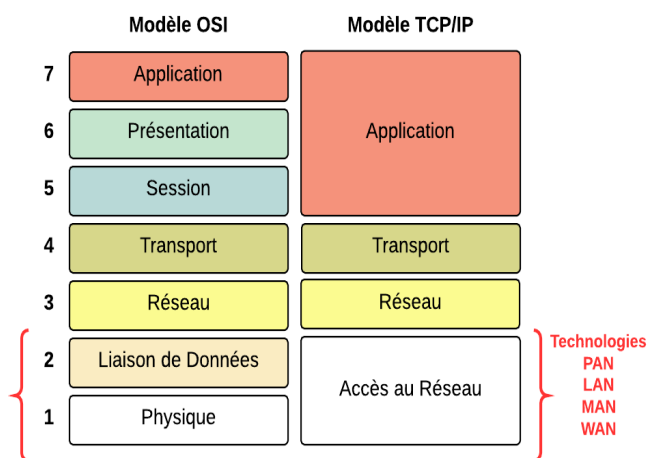 Modèle OSI
Modèle TCP/IP
7
Application
6
Présentation
Application
5
Session
4
Transport
Transport
3
Réseau
Réseau
2
Liaison de Données
Accès au Réseau
1
Physique
Technologies
PAN
LAN
MAN
WAN